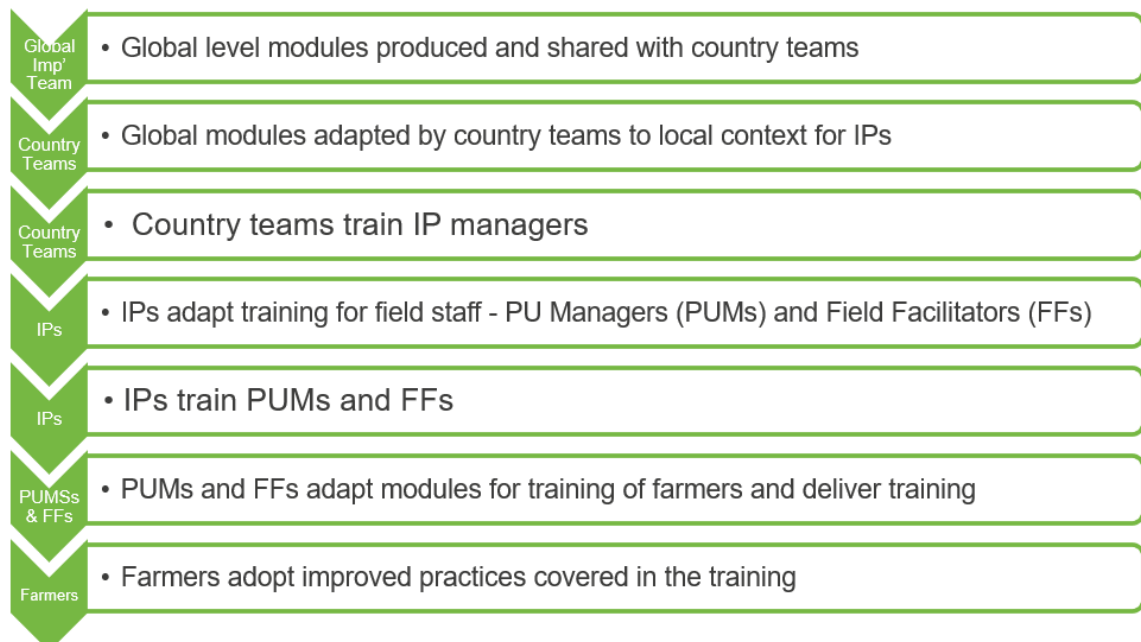 Global
Imp'
Team
• Global level modules produced and shared with country teams
Country
Teams
• Global modules adapted by country teams to local context for IPs
Country
Teams
• Country teams train IP managers
IPs
• IPs adapt training for field staff - PU Managers (PUMs) and Field Facilitators (FFs)
IPs
• IPs train PUMs and FFs
PUMSs
& FFs
• PUMs and FFs adapt modules for training of farmers and deliver training
Farmers
• Farmers adopt improved practices covered in the training